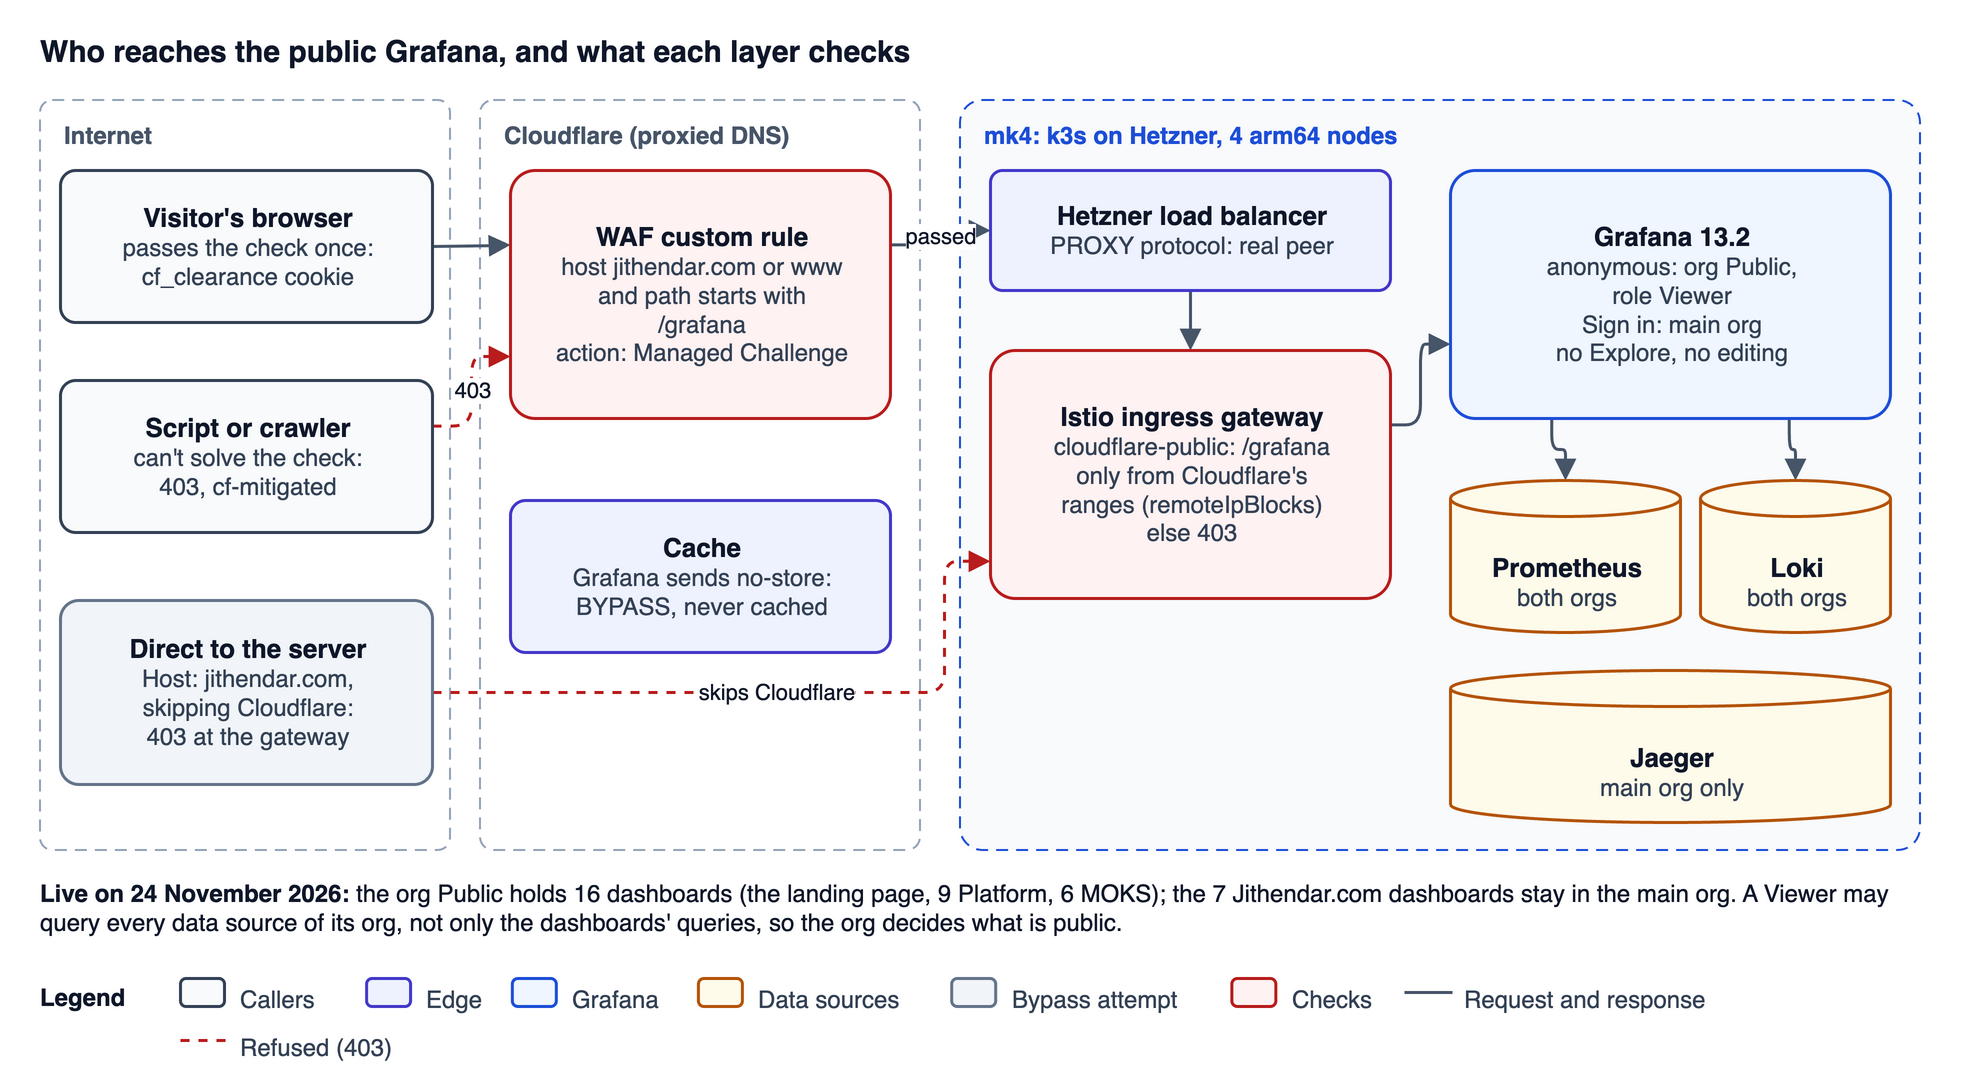 Who reaches the public Grafana, and what each layer checks
Internet
Visitor's browser
passes the check once:
cf_clearance cookie
403
Script or crawler
can't solve the check:
403, cf-mitigated
Direct to the server
Host: jithendar.com,
skipping Cloudflare:
403 at the gateway
Cloudflare (proxied DNS)
WAF custom rule
host jithendar.com or www
and path starts with
/grafana
action: Managed Challenge
passed
Cache
Grafana sends no-store:
BYPASS, never cached
skips Cloudflare
mk4: k3s on Hetzner, 4 arm64 nodes
Hetzner load balancer
PROXY protocol: real peer
Istio ingress gateway
cloudflare-public: /grafana
only from Cloudflare's
ranges (remoteIpBlocks)
else 403
Grafana 13.2
anonymous: org Public,
role Viewer
Sign in: main org
no Explore, no editing
Prometheus
both orgs
Loki
both orgs
Jaeger
main org only
Live on 24 November 2026: the org Public holds 16 dashboards (the landing page, 9 Platform, 6 MOKS); the 7 Jithendar.com dashboards stay in the main org. A Viewer may
query every data source of its org, not only the dashboards' queries, so the org decides what is public.
Legend
Callers
Edge
Grafana
Data sources
Bypass attempt
Checks
Request and response
Refused (403)